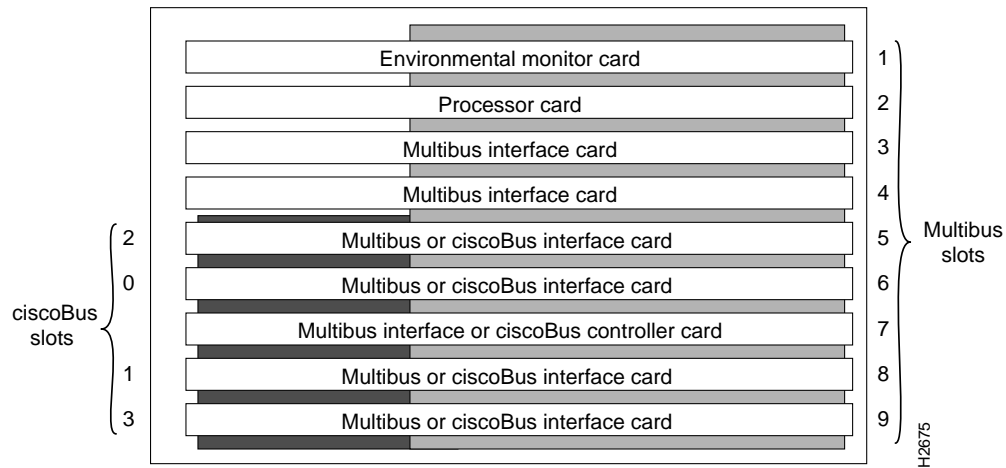 Environmental monitor card 1
Processor card 2
Multibus interface card 3
Multibus interface card 4
2 Multibus or ciscoBus interface card 5
0 Multibus or ciscoBus interface card 6
Multibus interface or ciscoBus controller card 7
1 Multibus or ciscoBus interface card 8
3 Multibus or ciscoBus interface card 9
ciscoBus
slots
Multibus
slots
H2675